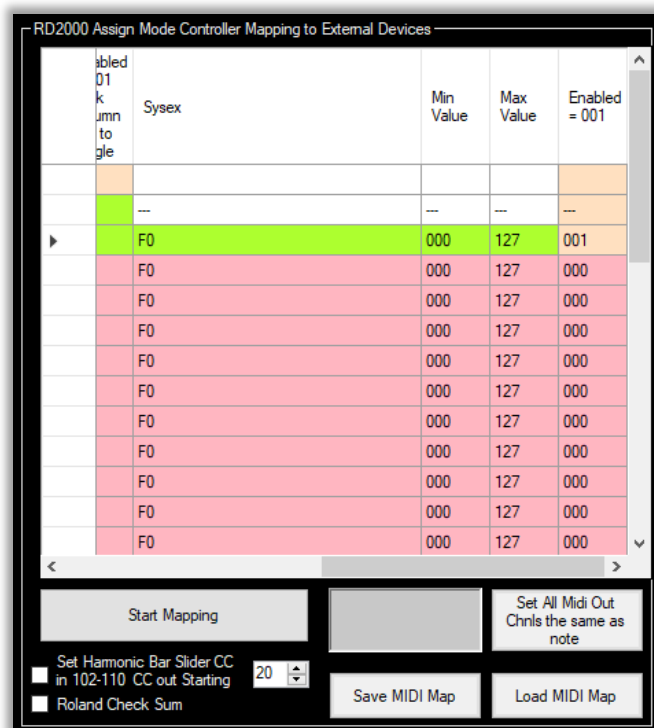 RD2000 Assign Mode Controller Mapping to External Devices
abled
01
k
umn
to
gle
Sysex
Min
Value
Max
Value
Enabled
= 001
--- --- --- ---
F0 000 127 001
F0 000 127 000
F0 000 127 000
F0 000 127 000
F0 000 127 000
F0 000 127 000
F0 000 127 000
F0 000 127 000
F0 000 127 000
F0 000 127 000
F0 000 127 000
Start Mapping
Set All Midi Out
Chnls the same as
note
Set Harmonic Bar Slider CC
in 102-110 CC out Starting
20
Roland Check Sum
Save MIDI Map
Load MIDI Map